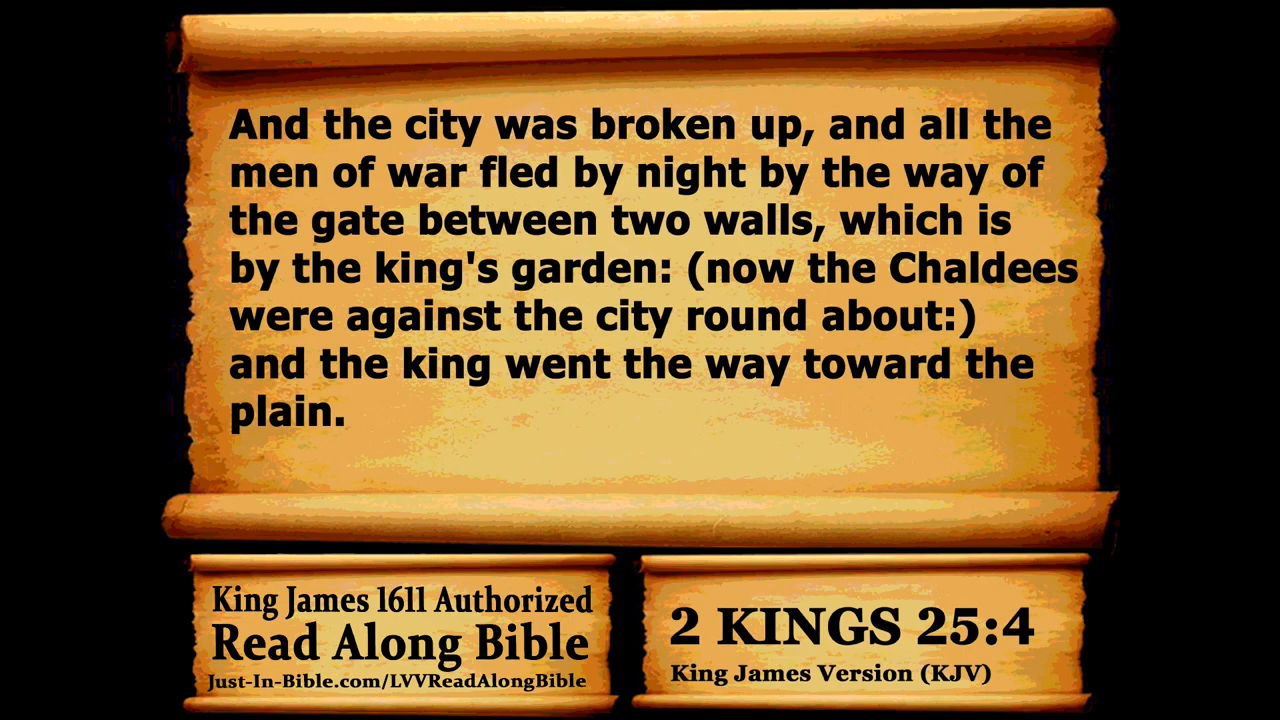 And the city was broken up, and all the
men of war fled by night by the way of
the gate between two walls, which is
by the king's garden: (now the Chaldees
were against the city round about:)
and the king went the way toward the
plain.
King James 1611 Authorized
Read Along Bible
Just-In-Bible.com/LVVReadAlongBible
2 KINGS 25:4
King James Version (KJV)